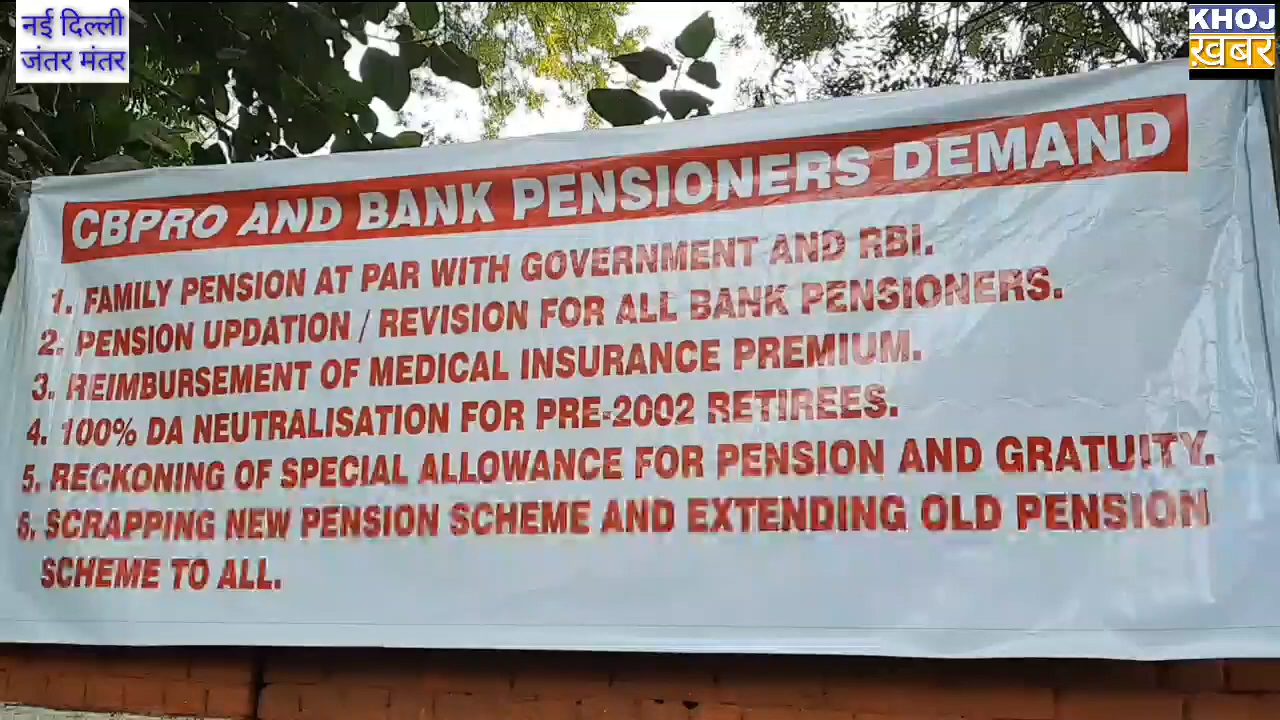 नई दिल्ली
जंतर मंतर
KHOJ
ख़बर
CBPRO AND BANK PENSIONERS DEMAND
1. FAMILY PENSION AT PAR WITH GOVERNMENT AND RBI.
2. PENSION UPDATION / REVISION FOR ALL BANK PENSIONERS.
3. REIMBURSEMENT OF MEDICAL INSURANCE PREMIUM.
4. 100% DA NEUTRALISATION FOR PRE-2002 RETIREES.
5. RECKONING OF SPECIAL ALLOWANCE FOR PENSION AND GRATUITY.
6. SCRAPPING NEW PENSION SCHEME AND EXTENDING OLD PENSION
SCHEME TO ALL.